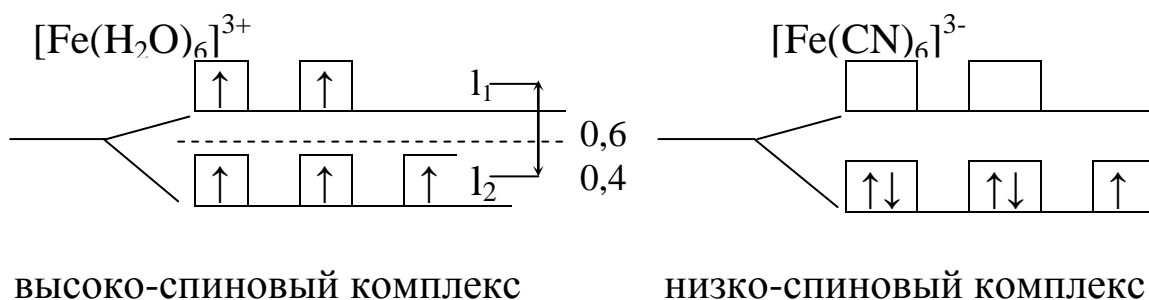 [Fe(H₂O)₆]³⁺
[Fe(CN)₆]³⁻
↑ ↑ l₁
0,6
↑ ↑ ↑ l₂ 0,4
↑↓ ↑↓ ↑
высоко-спиновый комплекс
низко-спиновый комплекс